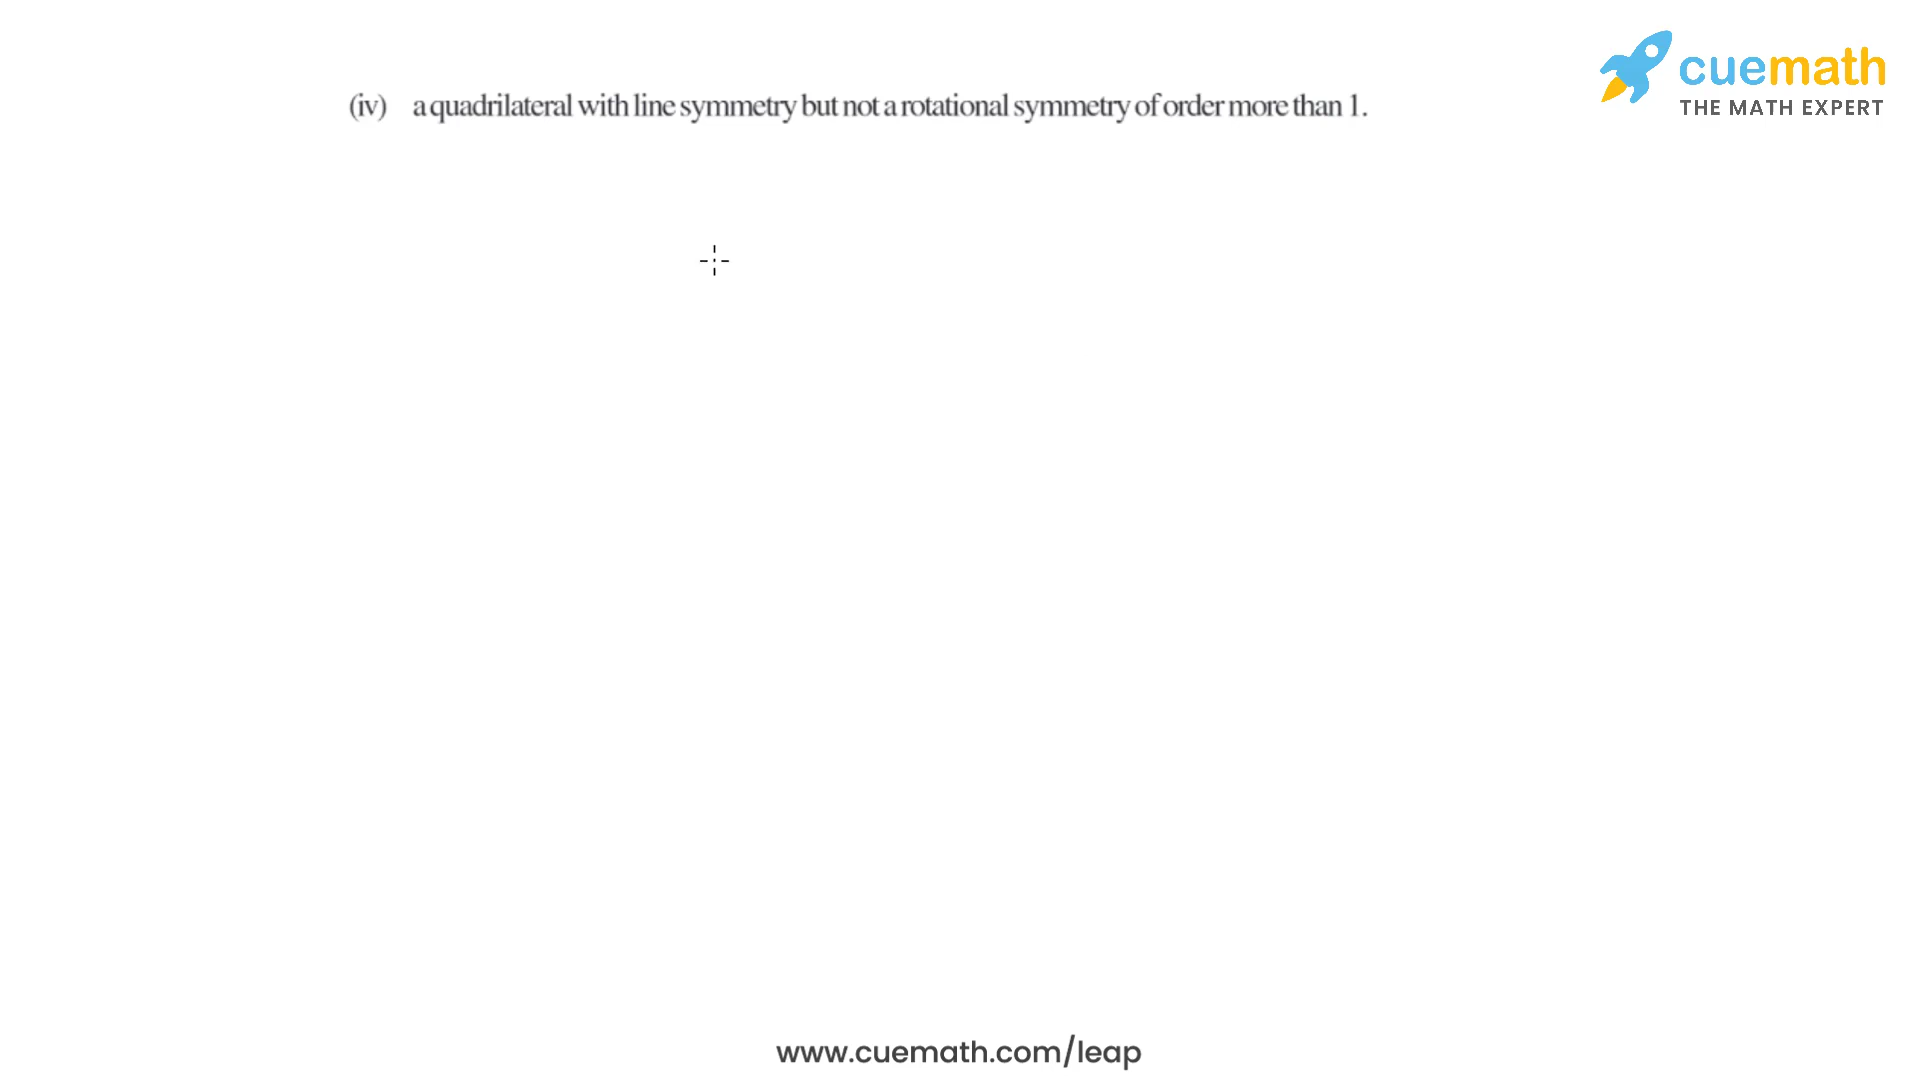 cuemath
THE MATH EXPERT
(iv) a quadrilateral with line symmetry but not a rotational symmetry of order more than 1.
www.cuemath.com/leap